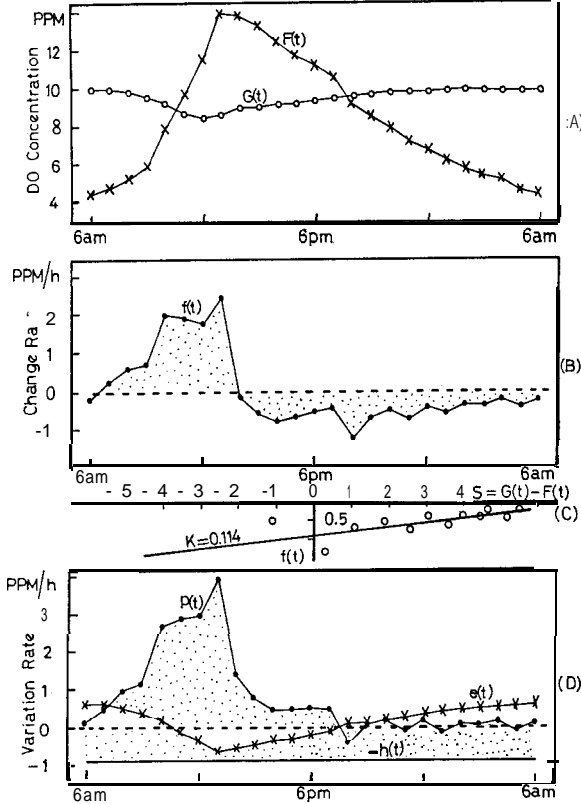 PPM
12
10
8
6
4
DO Concentration
F(t)
G(t)
:A)
6am 6pm 6am
PPM/h
2
1
0
-1
Change Ra
f(t)
(B)
6am 6pm 6am
-5 -4 -3 -2 -1 0 1 2 3 4 S=G(t)-F(t)
(C)
0.5
K=0.114
f(t)
PPM/h
3
2
1
0
-1
Variation Rate
P(t)
e(t)
-h(t)
(D)
6am 6pm 6am